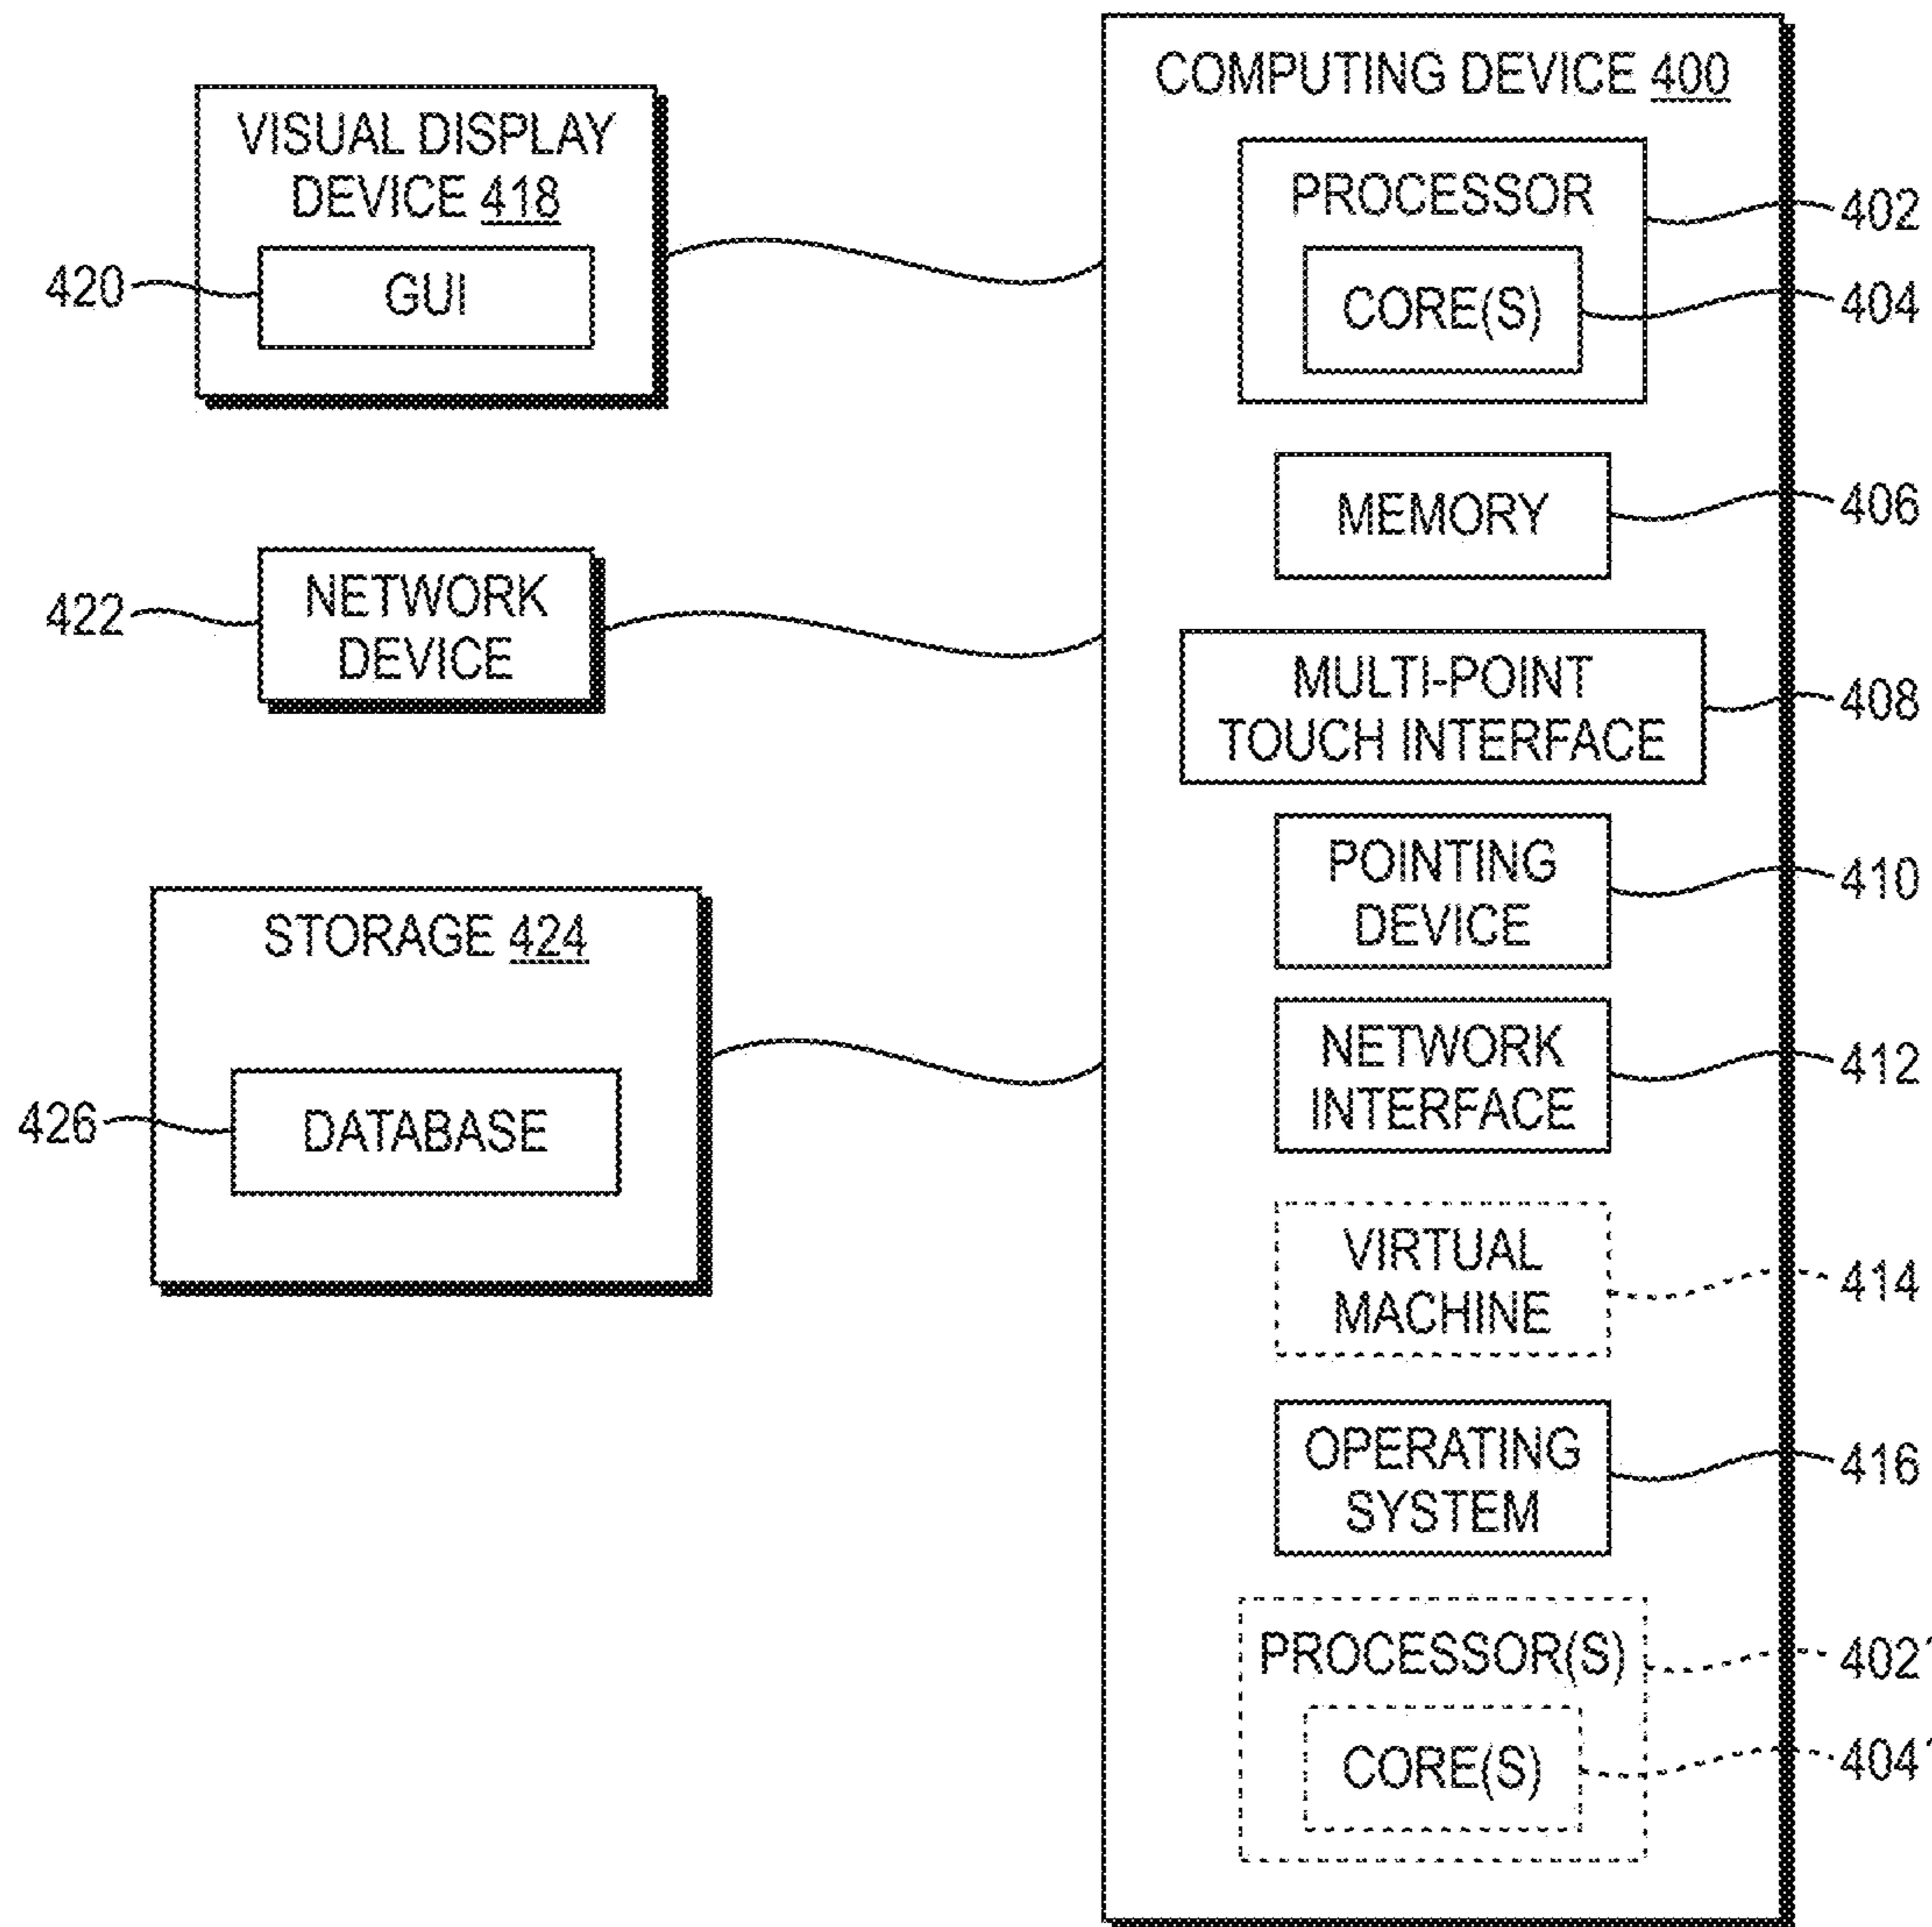 VISUAL DISPLAY
DEVICE 418
420
GUI
422
NETWORK
DEVICE
STORAGE 424
426
DATABASE
COMPUTING DEVICE 400
PROCESSOR
402
CORE(S)
404
MEMORY
406
MULTI-POINT
TOUCH INTERFACE
408
POINTING
DEVICE
410
NETWORK
INTERFACE
412
VIRTUAL
MACHINE
414
OPERATING
SYSTEM
416
PROCESSOR(S)
402'
CORE(S)
404'